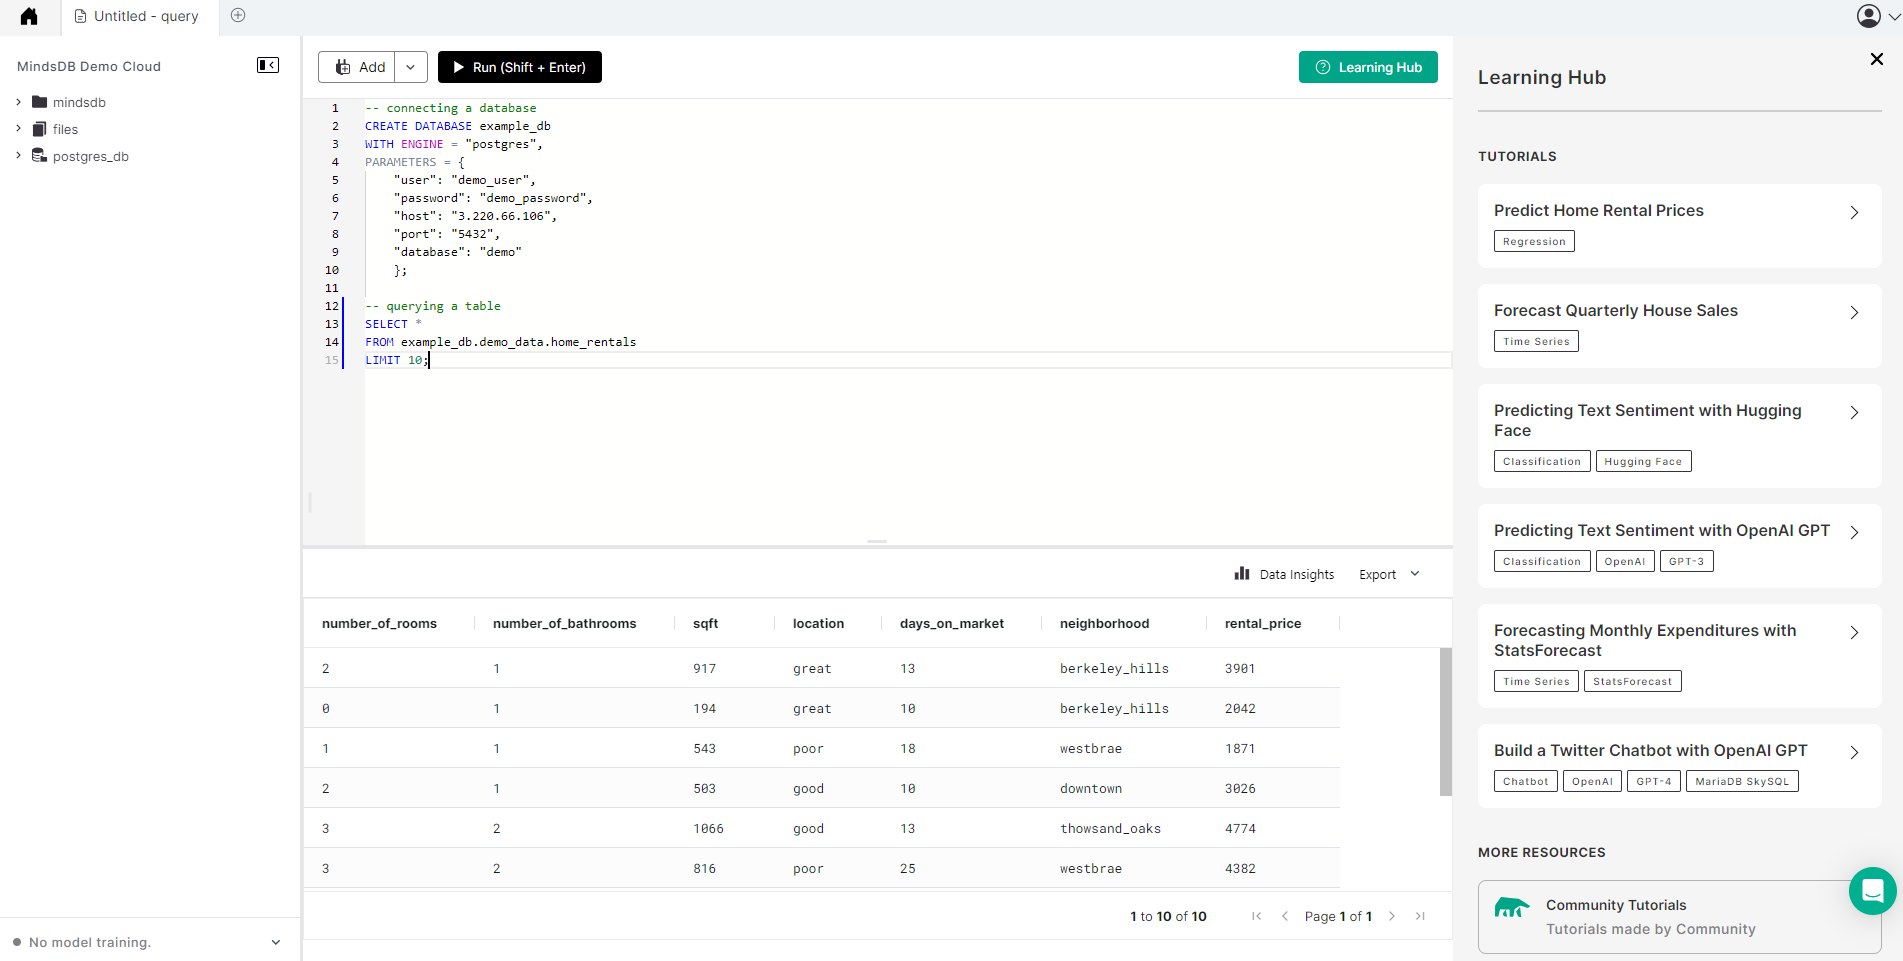 Untitled - query
MindsDB Demo Cloud
mindsdb
files
postgres_db
No model training.
Add
Run (Shift + Enter)
Learning Hub
1 -- connecting a database
2 CREATE DATABASE example_db
3 WITH ENGINE = "postgres",
4 PARAMETERS = {
5 "user": "demo_user",
6 "password": "demo_password",
7 "host": "3.220.66.106",
8 "port": "5432",
9 "database": "demo"
10 };
11
12 -- querying a table
13 SELECT *
14 FROM example_db.demo_data.home_rentals
15 LIMIT 10;
Data Insights Export
number_of_rooms number_of_bathrooms sqft location days_on_market neighborhood rental_price
2 1 917 great 13 berkeley_hills 3901
0 1 194 great 10 berkeley_hills 2042
1 1 543 poor 18 westbrae 1871
2 1 503 good 10 downtown 3026
3 2 1066 good 13 thowsand_oaks 4774
3 2 816 poor 25 westbrae 4382
1 to 10 of 10 Page 1 of 1
Learning Hub
TUTORIALS
Predict Home Rental Prices
Regression
Forecast Quarterly House Sales
Time Series
Predicting Text Sentiment with Hugging
Face
Classification Hugging Face
Predicting Text Sentiment with OpenAI GPT
Classification OpenAI GPT-3
Forecasting Monthly Expenditures with
StatsForecast
Time Series StatsForecast
Build a Twitter Chatbot with OpenAI GPT
Chatbot OpenAI GPT-4 MariaDB SkySQL
MORE RESOURCES
Community Tutorials
Tutorials made by Community